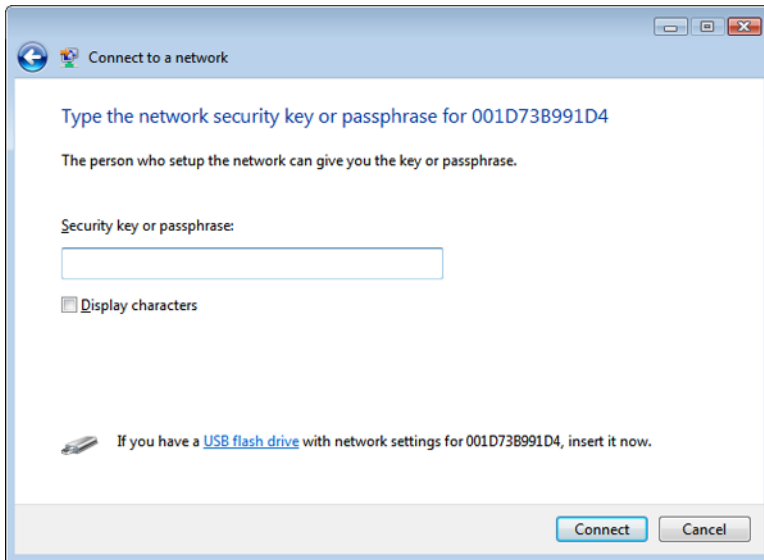 Connect to a network
Type the network security key or passphrase for 001D73B991D4
The person who setup the network can give you the key or passphrase.
Security key or passphrase:
Display characters
If you have a USB flash drive with network settings for 001D73B991D4, insert it now.
Connect Cancel